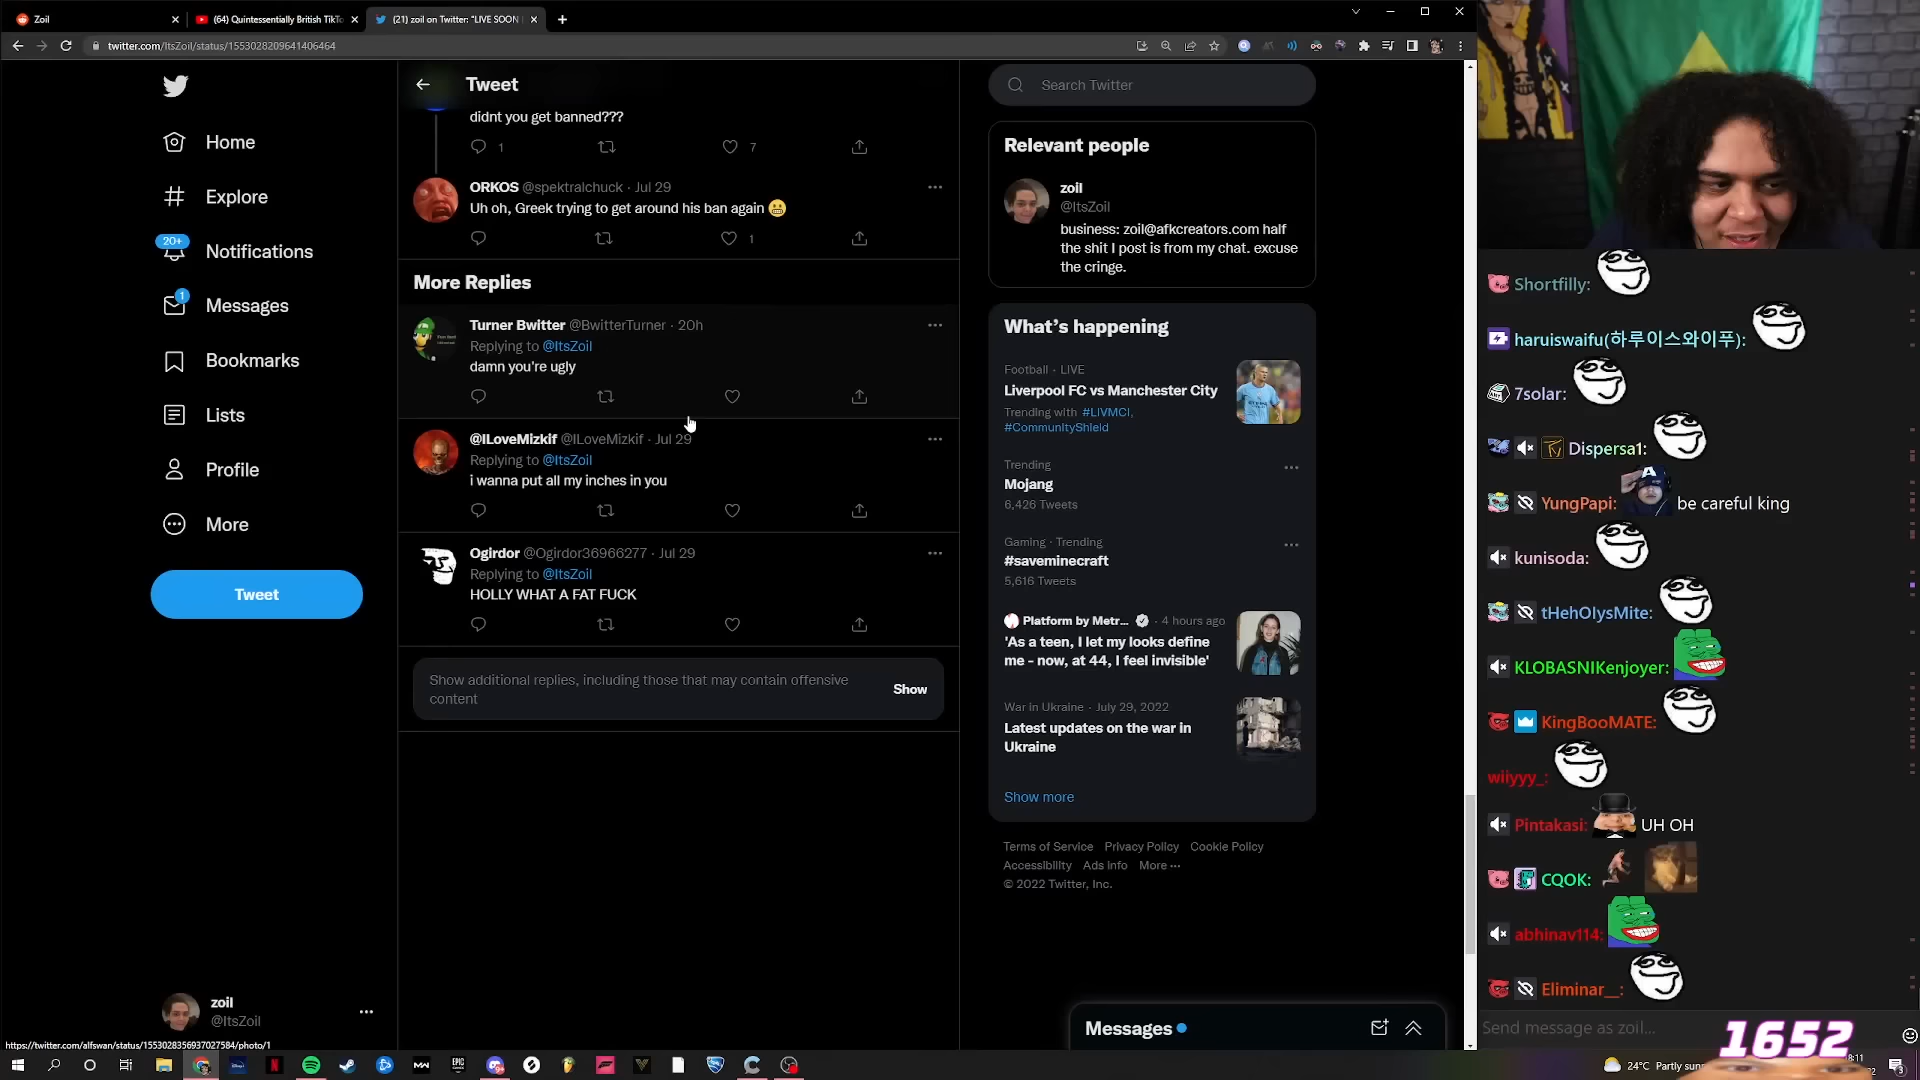 Zoil
(64) Quintessentially British TikTo
(21) zoil on Twitter: "LIVE SOON
twitter.com/ItsZoil/status/1553028209641406464
Home
Explore
20+
Notifications
1
Messages
Bookmarks
Lists
Profile
More
Tweet
zoil
@ItsZoil
Tweet
didnt you get banned???
1
7
ORKOS @spektralchuck · Jul 29
Uh oh, Greek trying to get around his ban again 😬
1
More Replies
Turner Bwitter @BwitterTurner · 20h
Replying to @ItsZoil
damn you're ugly
@ILoveMizkif @ILoveMizkif · Jul 29
Replying to @ItsZoil
i wanna put all my inches in you
Ogirdor @Ogirdor36966277 · Jul 29
Replying to @ItsZoil
HOLLY WHAT A FAT FUCK
Show additional replies, including those that may contain offensive
content
Show
Search Twitter
Relevant people
zoil
@ItsZoil
business: zoil@afkcreators.com half
the shit I post is from my chat. excuse
the cringe.
What's happening
Football · LIVE
Liverpool FC vs Manchester City
Trending with #LIVMCI,
#CommunityShield
Trending
Mojang
6,426 Tweets
Gaming · Trending
#saveminecraft
5,616 Tweets
Platform by Metr... · 4 hours ago
'As a teen, I let my looks define
me - now, at 44, I feel invisible'
War in Ukraine · July 29, 2022
Latest updates on the war in
Ukraine
Show more
Terms of Service Privacy Policy Cookie Policy
Accessibility Ads info More ···
© 2022 Twitter, Inc.
Messages
Shortfilly:
haruiswaifu(하루이스와이푸):
7solar:
Dispersa1:
YungPapi: be careful king
kunisoda:
tHehOlysMite:
KLOBASNIKenjoyer:
KingBooMATE:
wiiyyy_:
Pintakasi: UH OH
CQOK:
abhinav114:
Eliminar__:
Send message as zoil...
1652
https://twitter.com/alfswan/status/1553028356937027584/photo/1
24°C Partly sunn
18:11